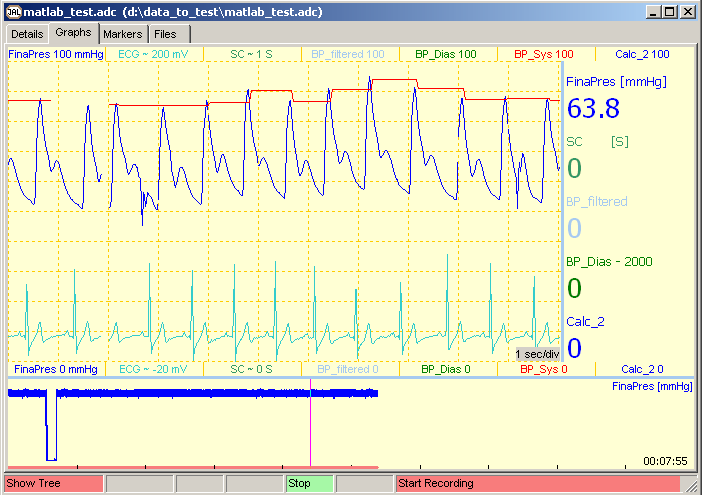 JAL matlab_test.adc (d:\data_to_test\matlab_test.adc)
Details Graphs Markers Files
FinaPres 100 mmHg ECG ~ 200 mV SC ~ 1 S BP_filtered 100 BP_Dias 100 BP_Sys 100 Calc_2 100
FinaPres [mmHg]
63.8
SC [S]
0
BP_filtered
0
BP_Dias - 2000
0
Calc_2
0
1 sec/div
FinaPres 0 mmHg ECG ~ -20 mV SC ~ 0 S BP_filtered 0 BP_Dias 0 BP_Sys 0 Calc_2 0
FinaPres [mmHg]
00:07:55
Show Tree Stop Start Recording